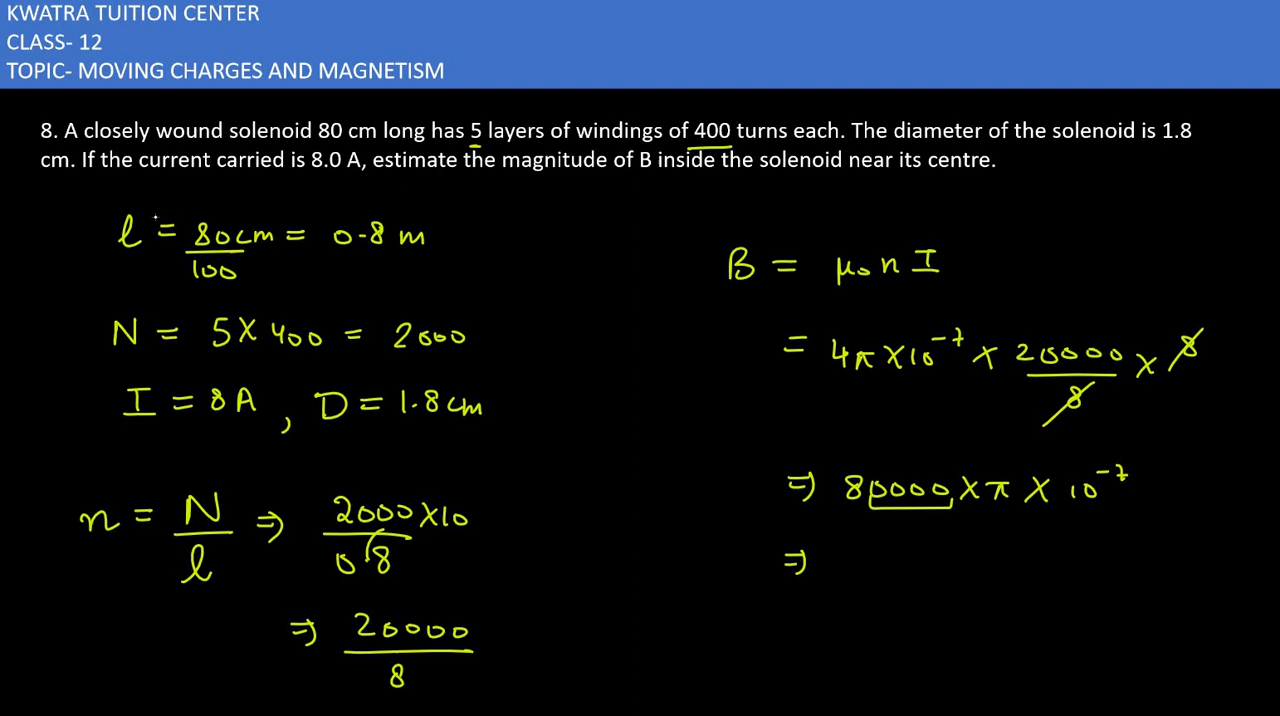 KWATRA TUITION CENTER
CLASS- 12
TOPIC- MOVING CHARGES AND MAGNETISM
8. A closely wound solenoid 80 cm long has 5 layers of windings of 400 turns each. The diameter of the solenoid is 1.8
cm. If the current carried is 8.0 A, estimate the magnitude of B inside the solenoid near its centre.
l = 80cm/100 = 0.8 m
N = 5 × 400 = 2000
I = 8A , D = 1.8cm
n = N/l ⇒ 2000×10/08
⇒ 20000/8
B = μ₀ n I
= 4π × 10⁻⁷ × 20000/8 × 8
⇒ 80000 × π × 10⁻⁷
⇒